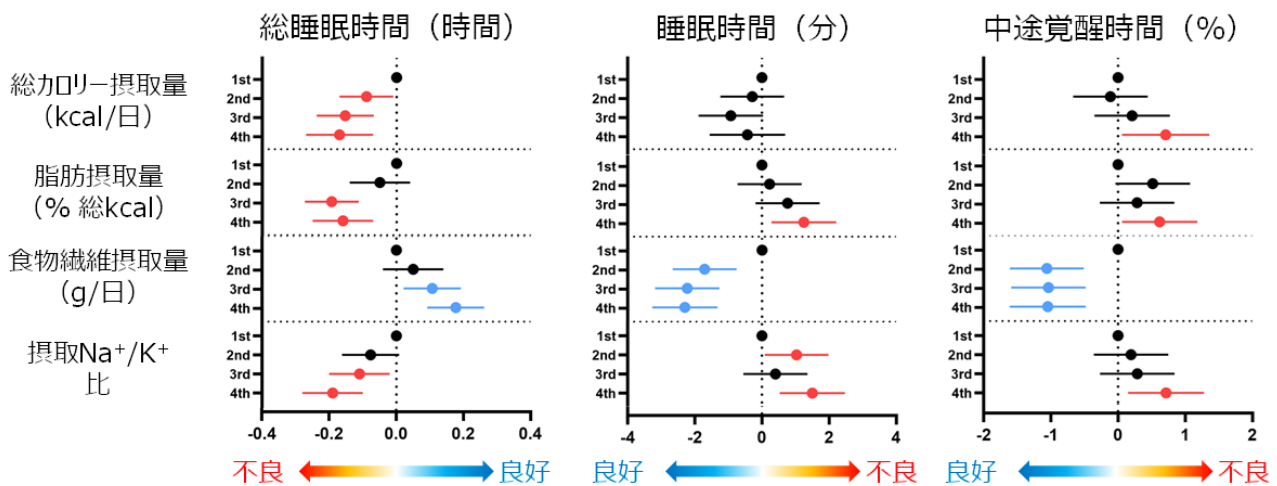 総睡眠時間（時間）
睡眠時間（分）
中途覚醒時間（%）
総カロリー摂取量
（kcal/日）
1st
2nd
3rd
4th
1st
2nd
3rd
4th
1st
2nd
3rd
4th
脂肪摂取量
（% 総kcal）
1st
2nd
3rd
4th
1st
2nd
3rd
4th
1st
2nd
3rd
4th
食物繊維摂取量
（g/日）
1st
2nd
3rd
4th
1st
2nd
3rd
4th
1st
2nd
3rd
4th
摂取Na⁺/K⁺
比
1st
2nd
3rd
4th
1st
2nd
3rd
4th
1st
2nd
3rd
4th
-0.4 -0.2 0.0 0.2 0.4
-4 -2 0 2 4
-2 -1 0 1 2
不良 良好
良好 不良
良好 不良